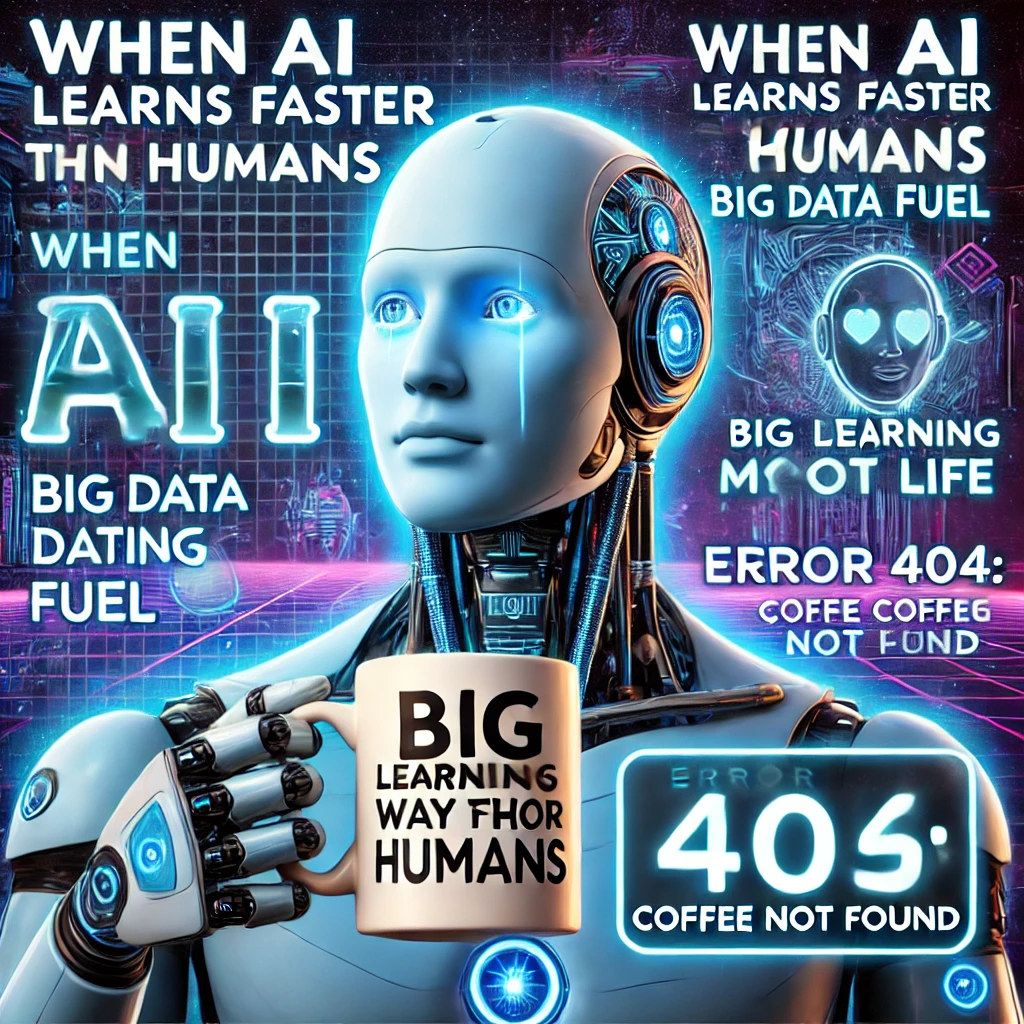 WHEN AI
LEARNS FASTER
THN HUMANS
WHEN
AII
BIG DATA
DATING
FUEL
WHEN AI
LEARNS FASTER
HUMANS
BIG DATA FUEL
BIG LEARNING
OT LIFE
ERROR 404:
COFFE COFFEG
NOT FUND
BIG
LEARNING
WAY FHOR
HUMANS
ERROR
40
COFFEE NOT FOUND